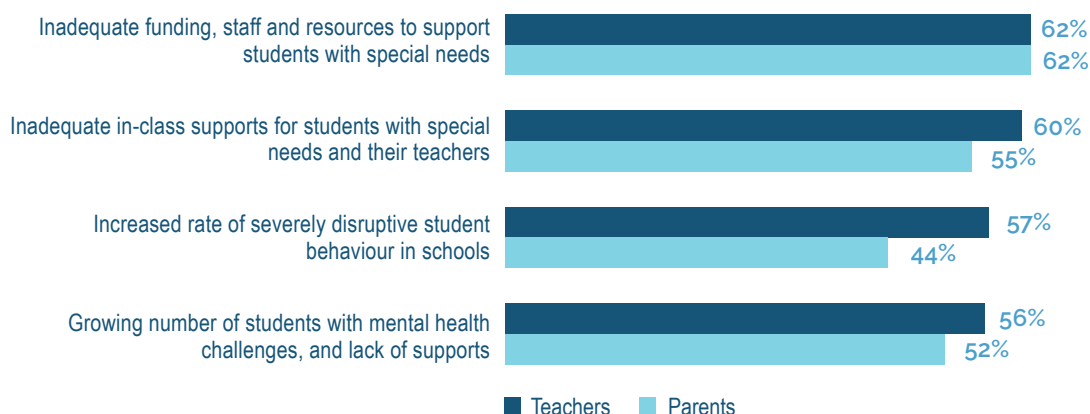 Inadequate funding, staff and resources to support
students with special needs
62%
62%
Inadequate in-class supports for students with special
needs and their teachers
60%
55%
Increased rate of severely disruptive student
behaviour in schools
57%
44%
Growing number of students with mental health
challenges, and lack of supports
56%
52%
Teachers Parents